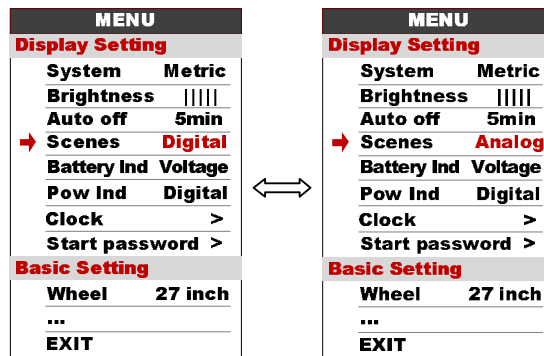 MENU
Display Setting
System Metric
Brightness |||||
Auto off 5min
Scenes Digital
Battery Ind Voltage
Pow Ind Digital
Clock >
Start password >
Basic Setting
Wheel 27 inch
...
EXIT
MENU
Display Setting
System Metric
Brightness |||||
Auto off 5min
Scenes Analog
Battery Ind Voltage
Pow Ind Digital
Clock >
Start password >
Basic Setting
Wheel 27 inch
...
EXIT